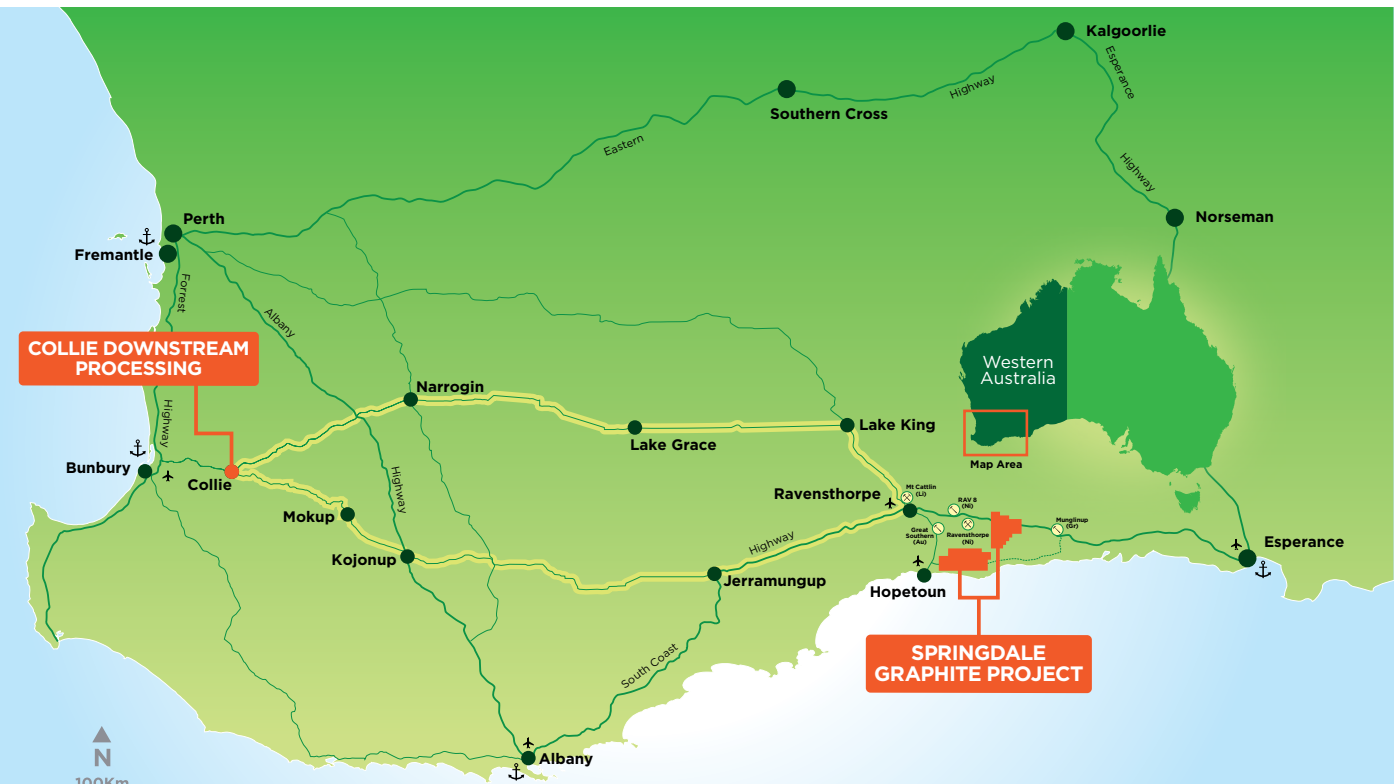 Kalgoorlie
Esperance
Highway
Southern Cross
Eastern
Highway
Norseman
Perth
Fremantle
Forrest
Albany
COLLIE DOWNSTREAM
PROCESSING
Western
Australia
Narrogin
Highway
Lake Grace
Lake King
Map Area
Bunbury
Collie
Highway
Ravensthorpe
Mt Cattlin
(Li)
RAV 8
(Ni)
Mokup
Great
Southern
(Au)
Ravensthorpe
(Ni)
Munglinup
(Gr)
Kojonup
Highway
Esperance
Jerramungup
Hopetoun
SPRINGDALE
GRAPHITE PROJECT
South Coast
Albany
N
100Km